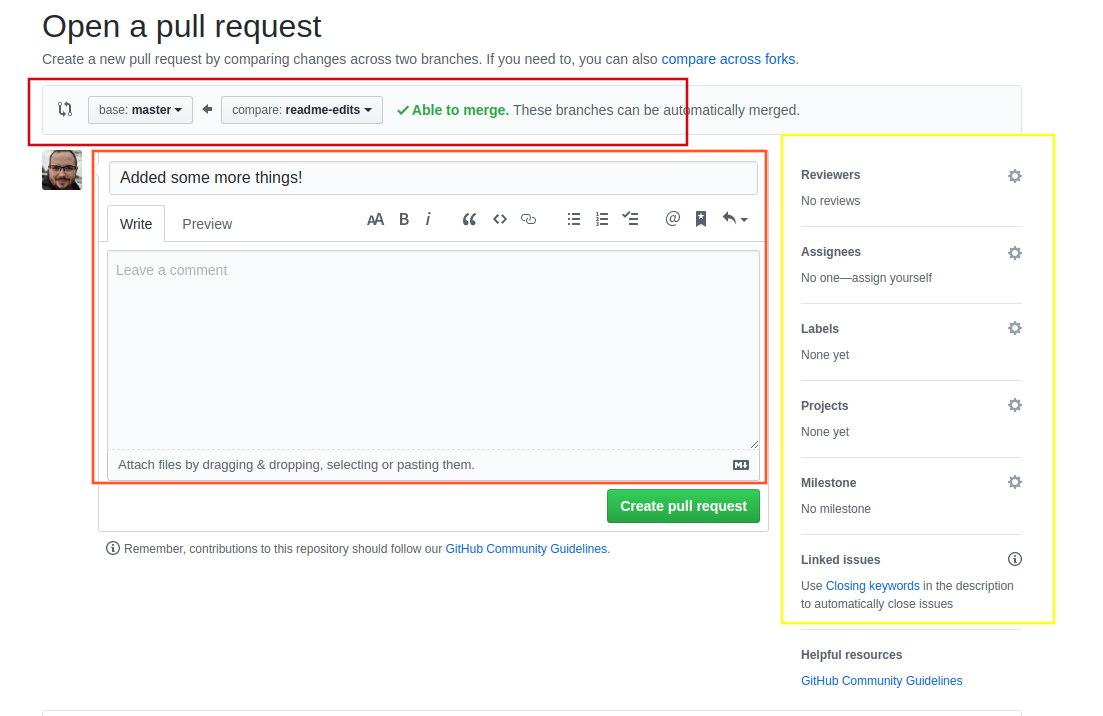 Open a pull request
Create a new pull request by comparing changes across two branches. If you need to, you can also compare across forks.
base: master compare: readme-edits Able to merge. These branches can be automatically merged.
Added some more things!
Write Preview AA B i @
Leave a comment
Attach files by dragging & dropping, selecting or pasting them.
Create pull request
Remember, contributions to this repository should follow our GitHub Community Guidelines.
Reviewers
No reviews
Assignees
No one—assign yourself
Labels
None yet
Projects
None yet
Milestone
No milestone
Linked issues
Use Closing keywords in the description
to automatically close issues
Helpful resources
GitHub Community Guidelines